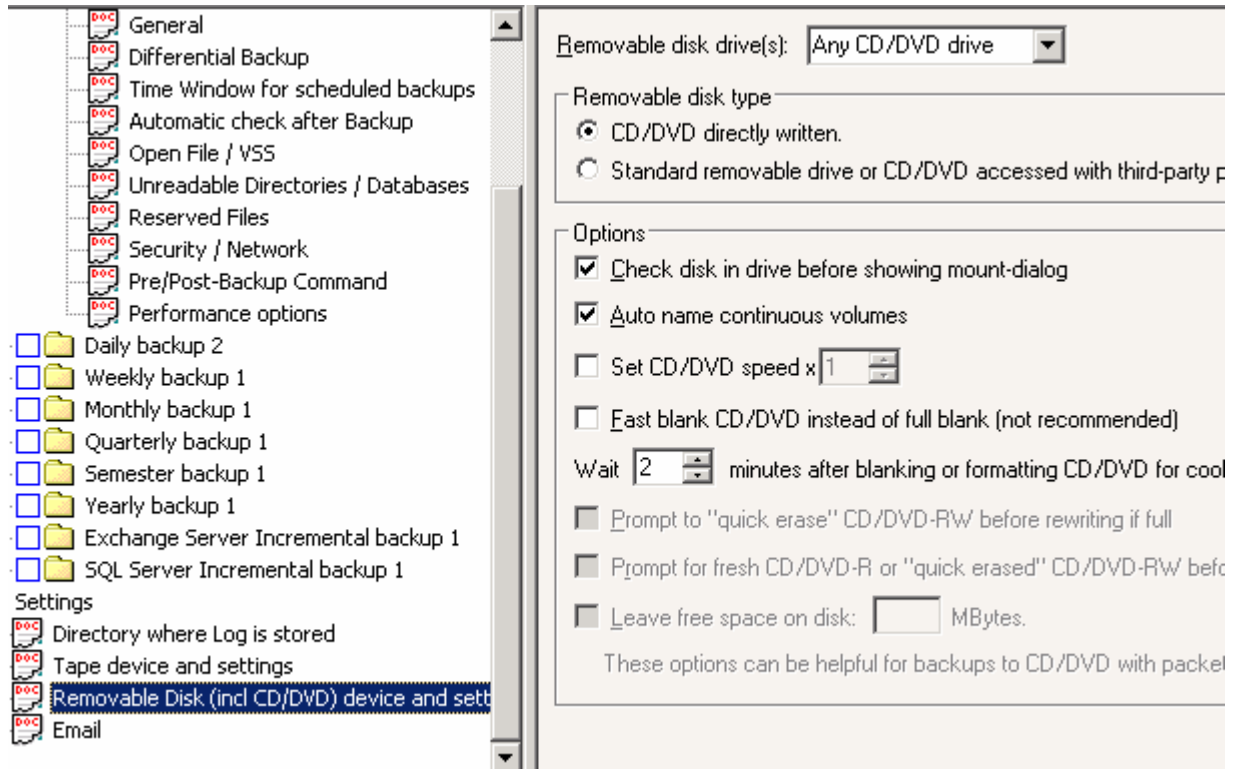 General
Differential Backup
Time Window for scheduled backups
Automatic check after Backup
Open File / VSS
Unreadable Directories / Databases
Reserved Files
Security / Network
Pre/Post-Backup Command
Performance options
Daily backup 2
Weekly backup 1
Monthly backup 1
Quarterly backup 1
Semester backup 1
Yearly backup 1
Exchange Server Incremental backup 1
SQL Server Incremental backup 1
Settings
Directory where Log is stored
Tape device and settings
Removable Disk (incl CD/DVD) device and sett
Email
Removable disk drive(s): Any CD/DVD drive
Removable disk type
CD/DVD directly written.
Standard removable drive or CD/DVD accessed with third-party p
Options
Check disk in drive before showing mount-dialog
Auto name continuous volumes
Set CD/DVD speed x 1
Fast blank CD/DVD instead of full blank (not recommended)
Wait 2 minutes after blanking or formatting CD/DVD for cool
Prompt to "quick erase" CD/DVD-RW before rewriting if full
Prompt for fresh CD/DVD-R or "quick erased" CD/DVD-RW befo
Leave free space on disk: MBytes.
These options can be helpful for backups to CD/DVD with packet